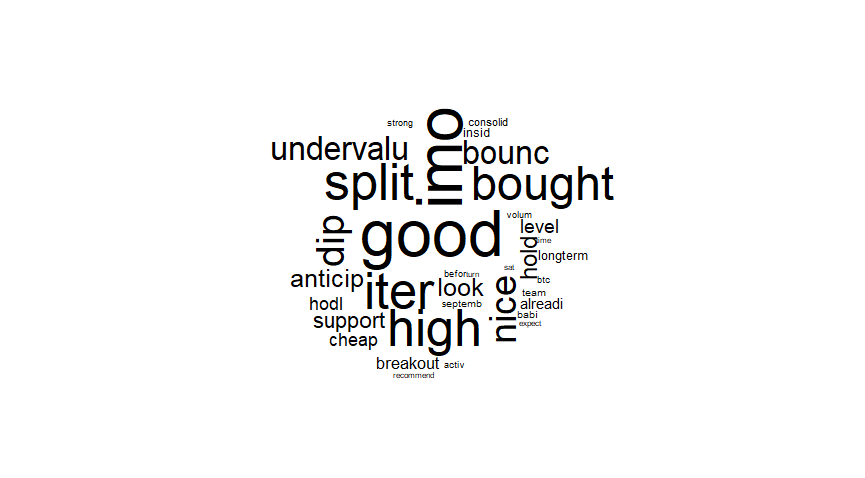 strong
imo
consolid
insid
undervalu
bounc
split
bought
good
volum
level
dip
hold
time
longterm
anticip
iter
befor
turn
look
septemb
sat
btc
nice
team
alreadi
babi
expect
hodl
support
high
cheap
breakout
activ
recommend